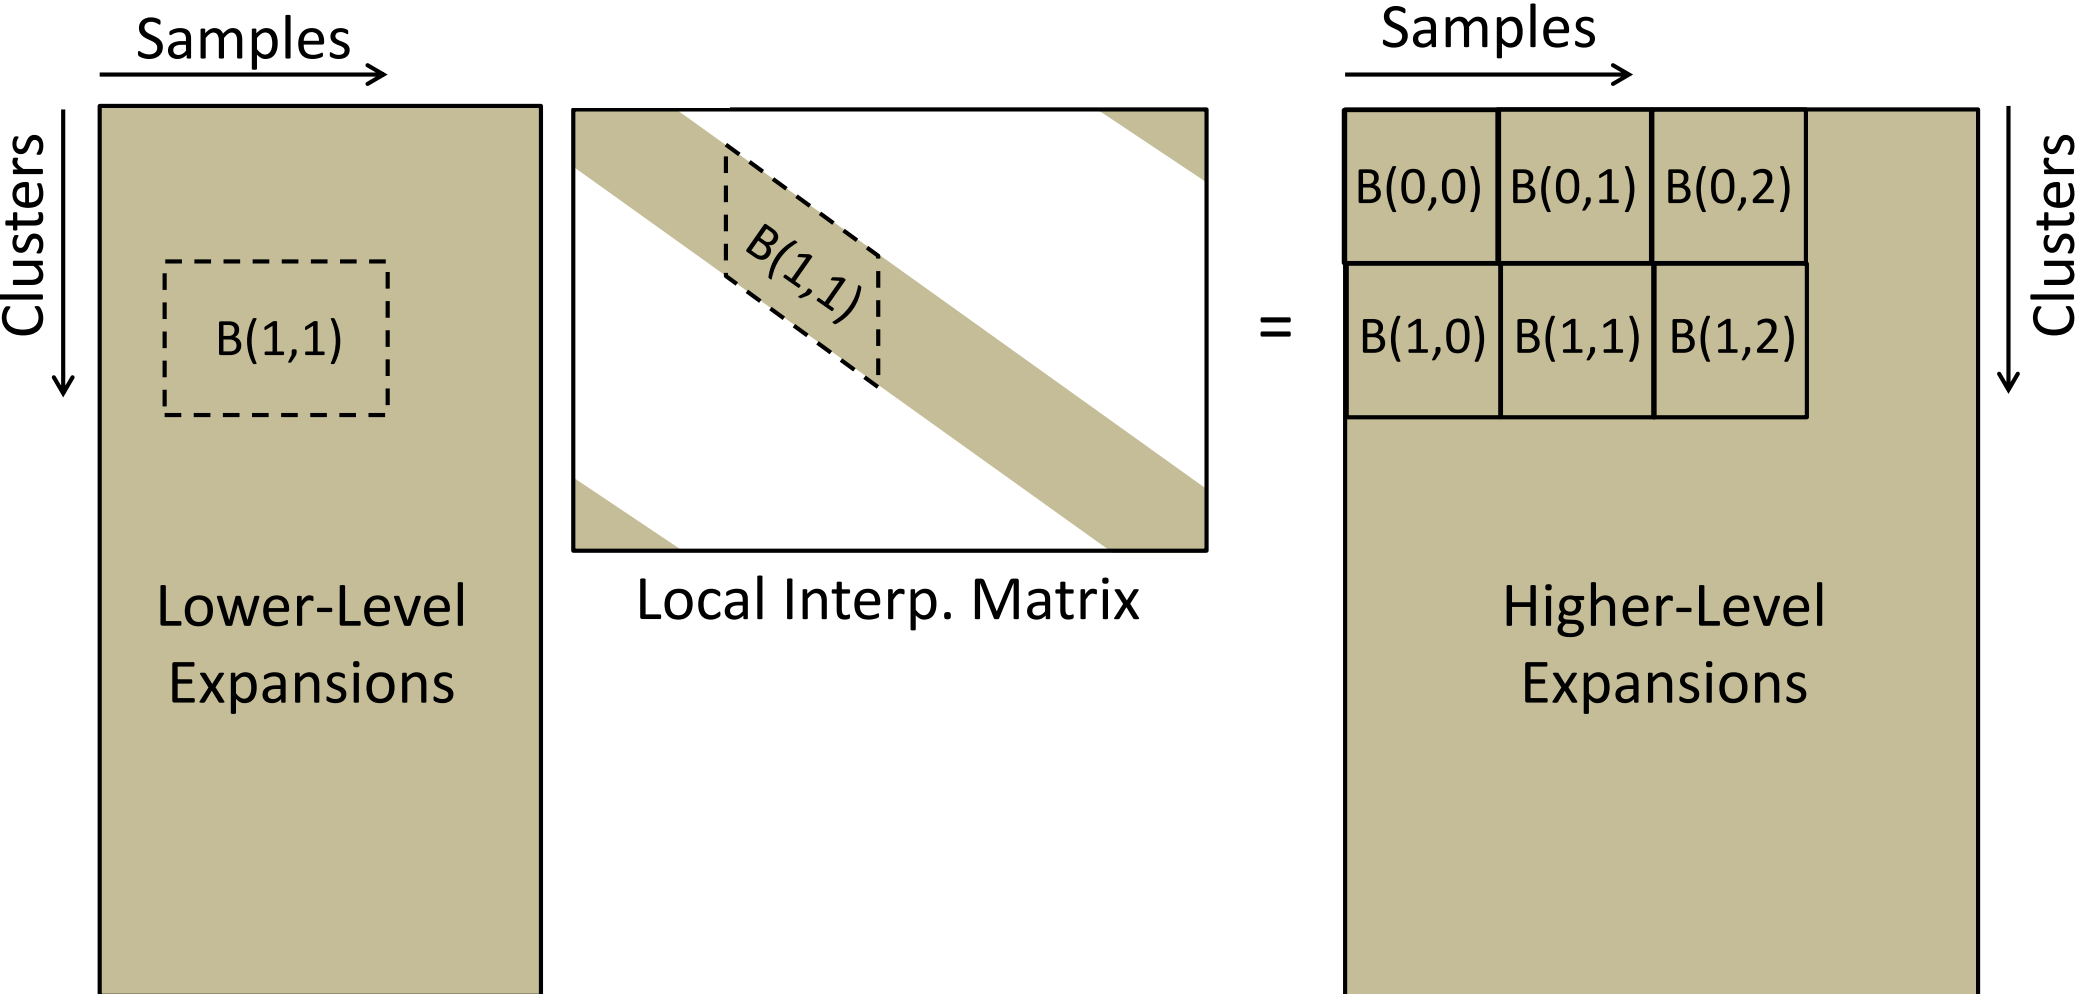 Samples
Clusters
B(1,1)
Lower-Level
Expansions
B(1,1)
Local Interp. Matrix
=
Samples
Clusters
B(0,0) B(0,1) B(0,2)
B(1,0) B(1,1) B(1,2)
Higher-Level
Expansions